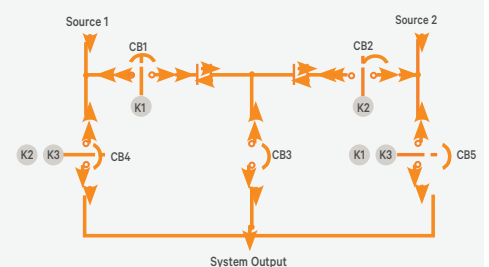 Source 1
Source 2
CB1
CB2
K1
K2
K2 K3
CB4
CB3
K1 K3
CB5
System Output